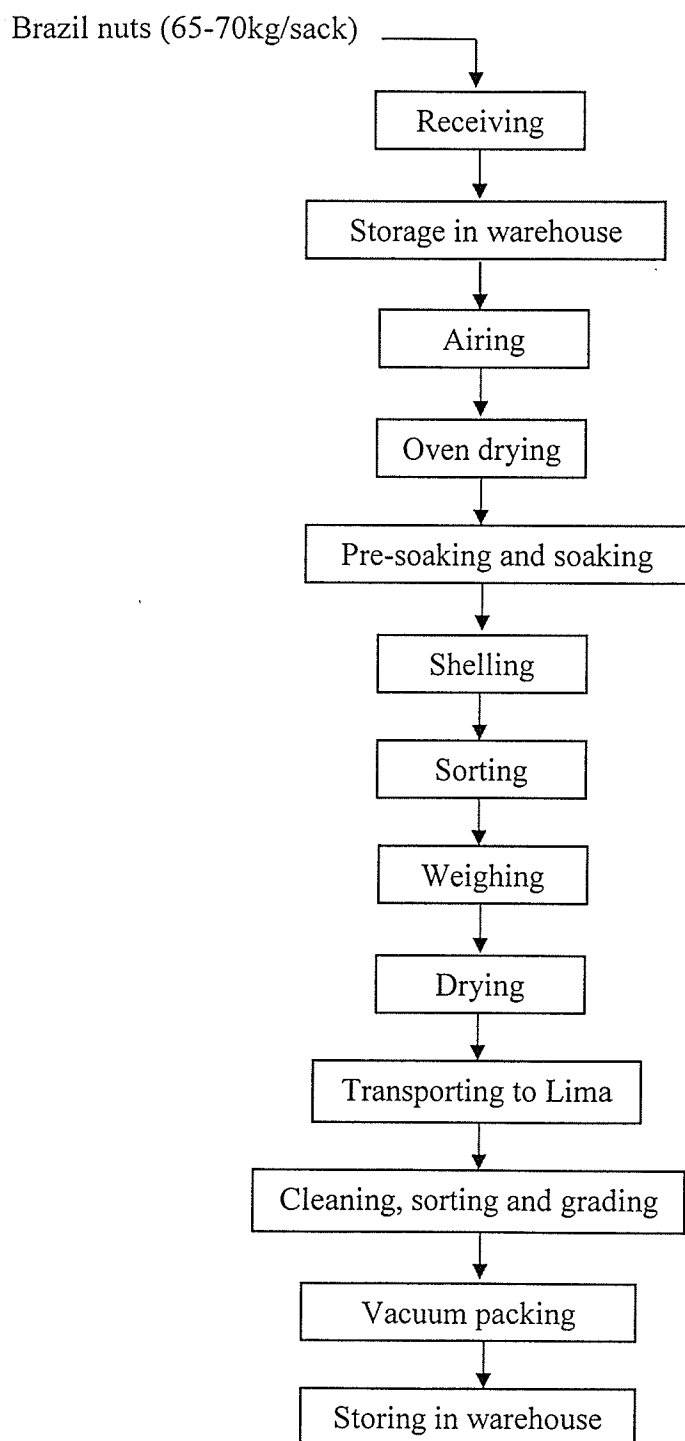 Brazil nuts (65-70kg/sack)
Receiving
Storage in warehouse
Airing
Oven drying
Pre-soaking and soaking
Shelling
Sorting
Weighing
Drying
Transporting to Lima
Cleaning, sorting and grading
Vacuum packing
Storing in warehouse